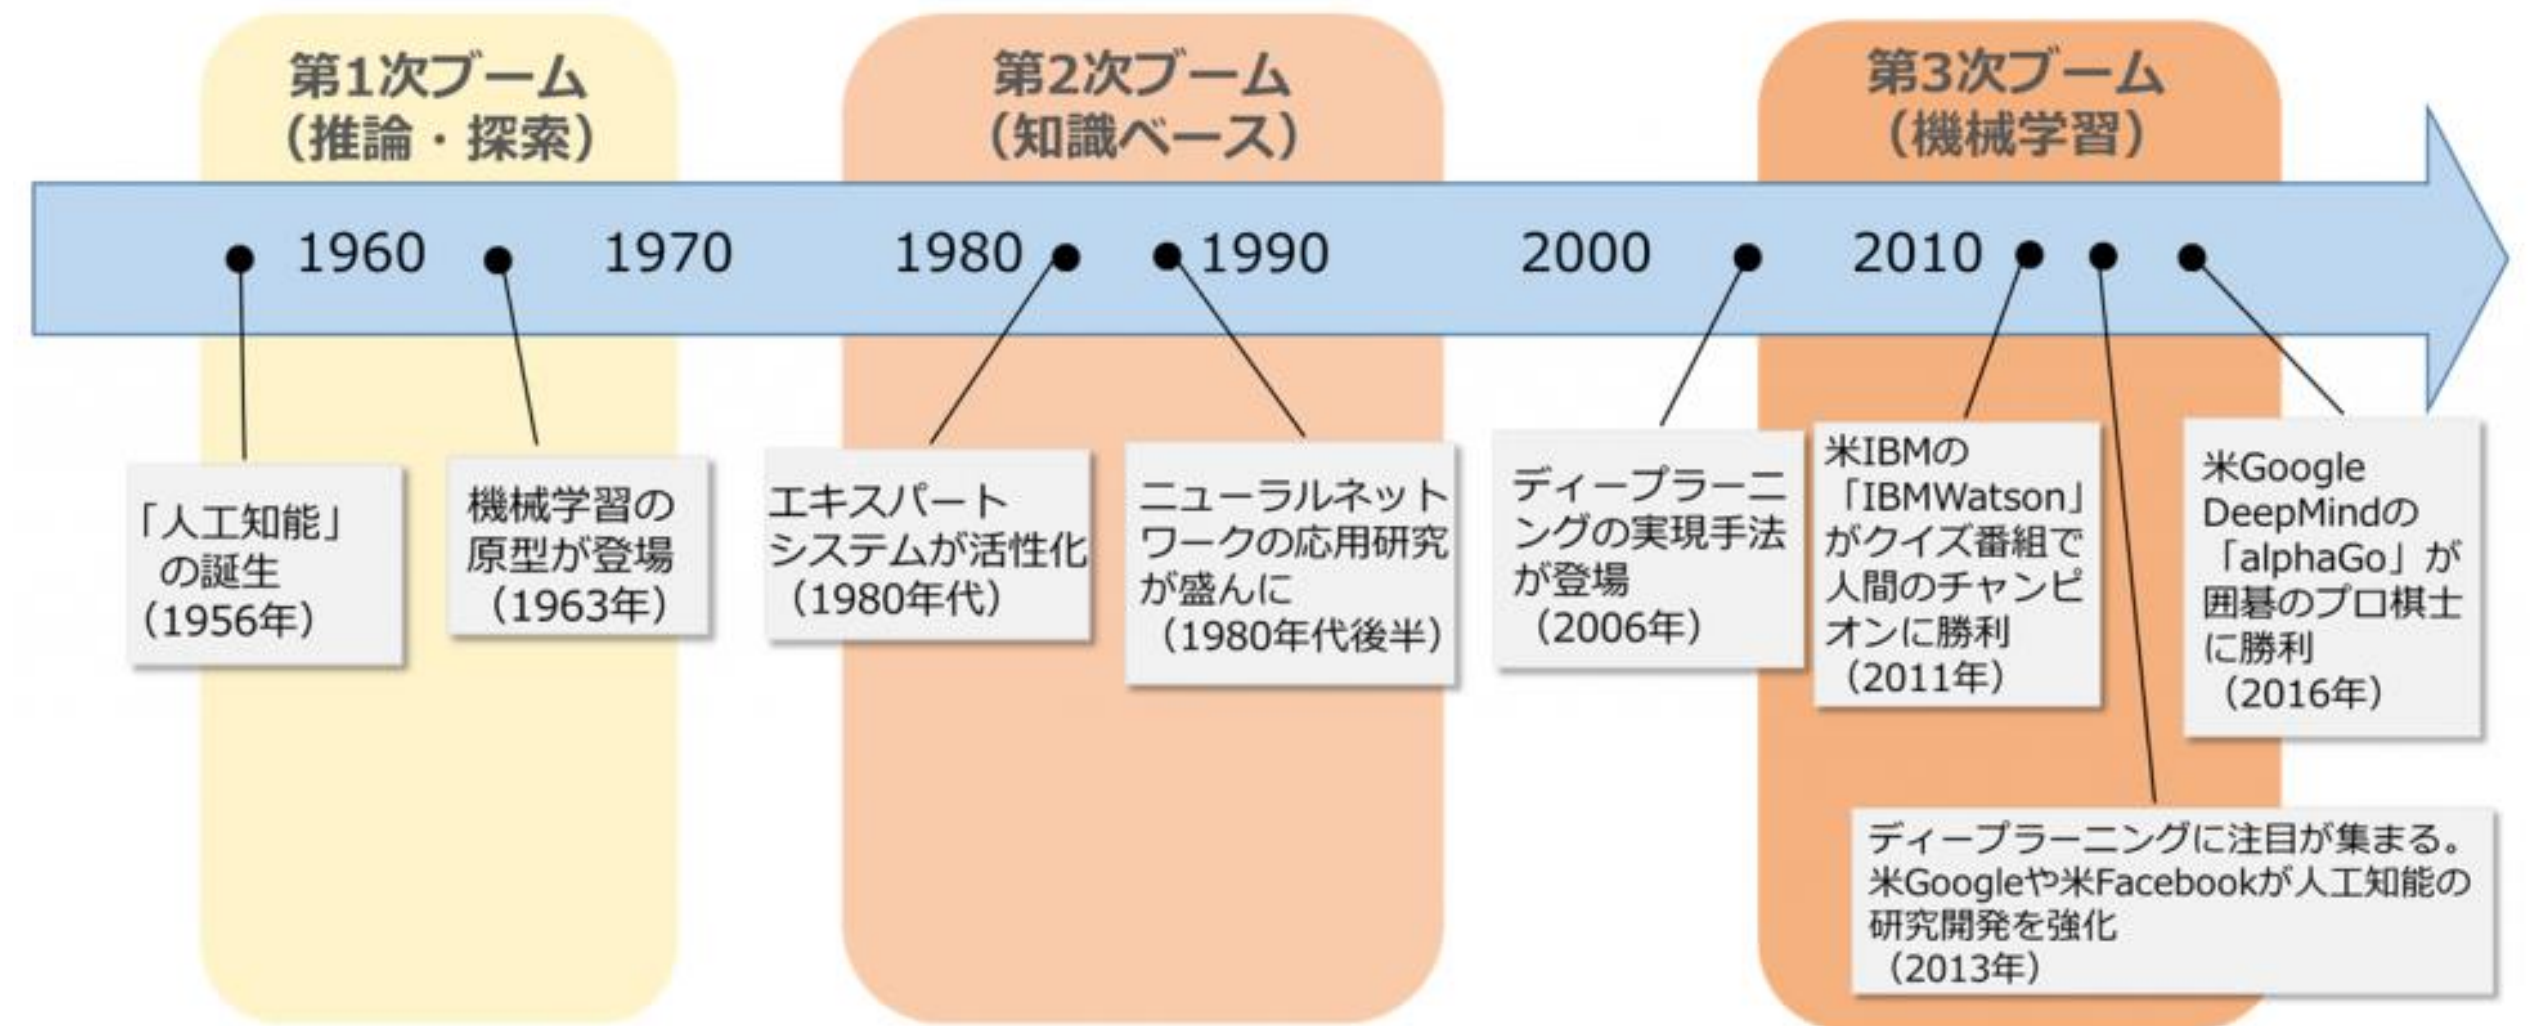 第1次ブーム
（推論・探索）
第2次ブーム
（知識ベース）
第3次ブーム
（機械学習）
1960
1970
1980
1990
2000
2010
「人工知能」
の誕生
（1956年）
機械学習の
原型が登場
（1963年）
エキスパート
システムが活性化
（1980年代）
ニューラルネット
ワークの応用研究
が盛んに
（1980年代後半）
ディープラーニ
ングの実現手法
が登場
（2006年）
米IBMの
「IBMWatson」
がクイズ番組で
人間のチャンピ
オンに勝利
（2011年）
米Google
DeepMindの
「alphaGo」が
囲碁のプロ棋士
に勝利
（2016年）
ディープラーニングに注目が集まる。
米Googleや米Facebookが人工知能の
研究開発を強化
（2013年）